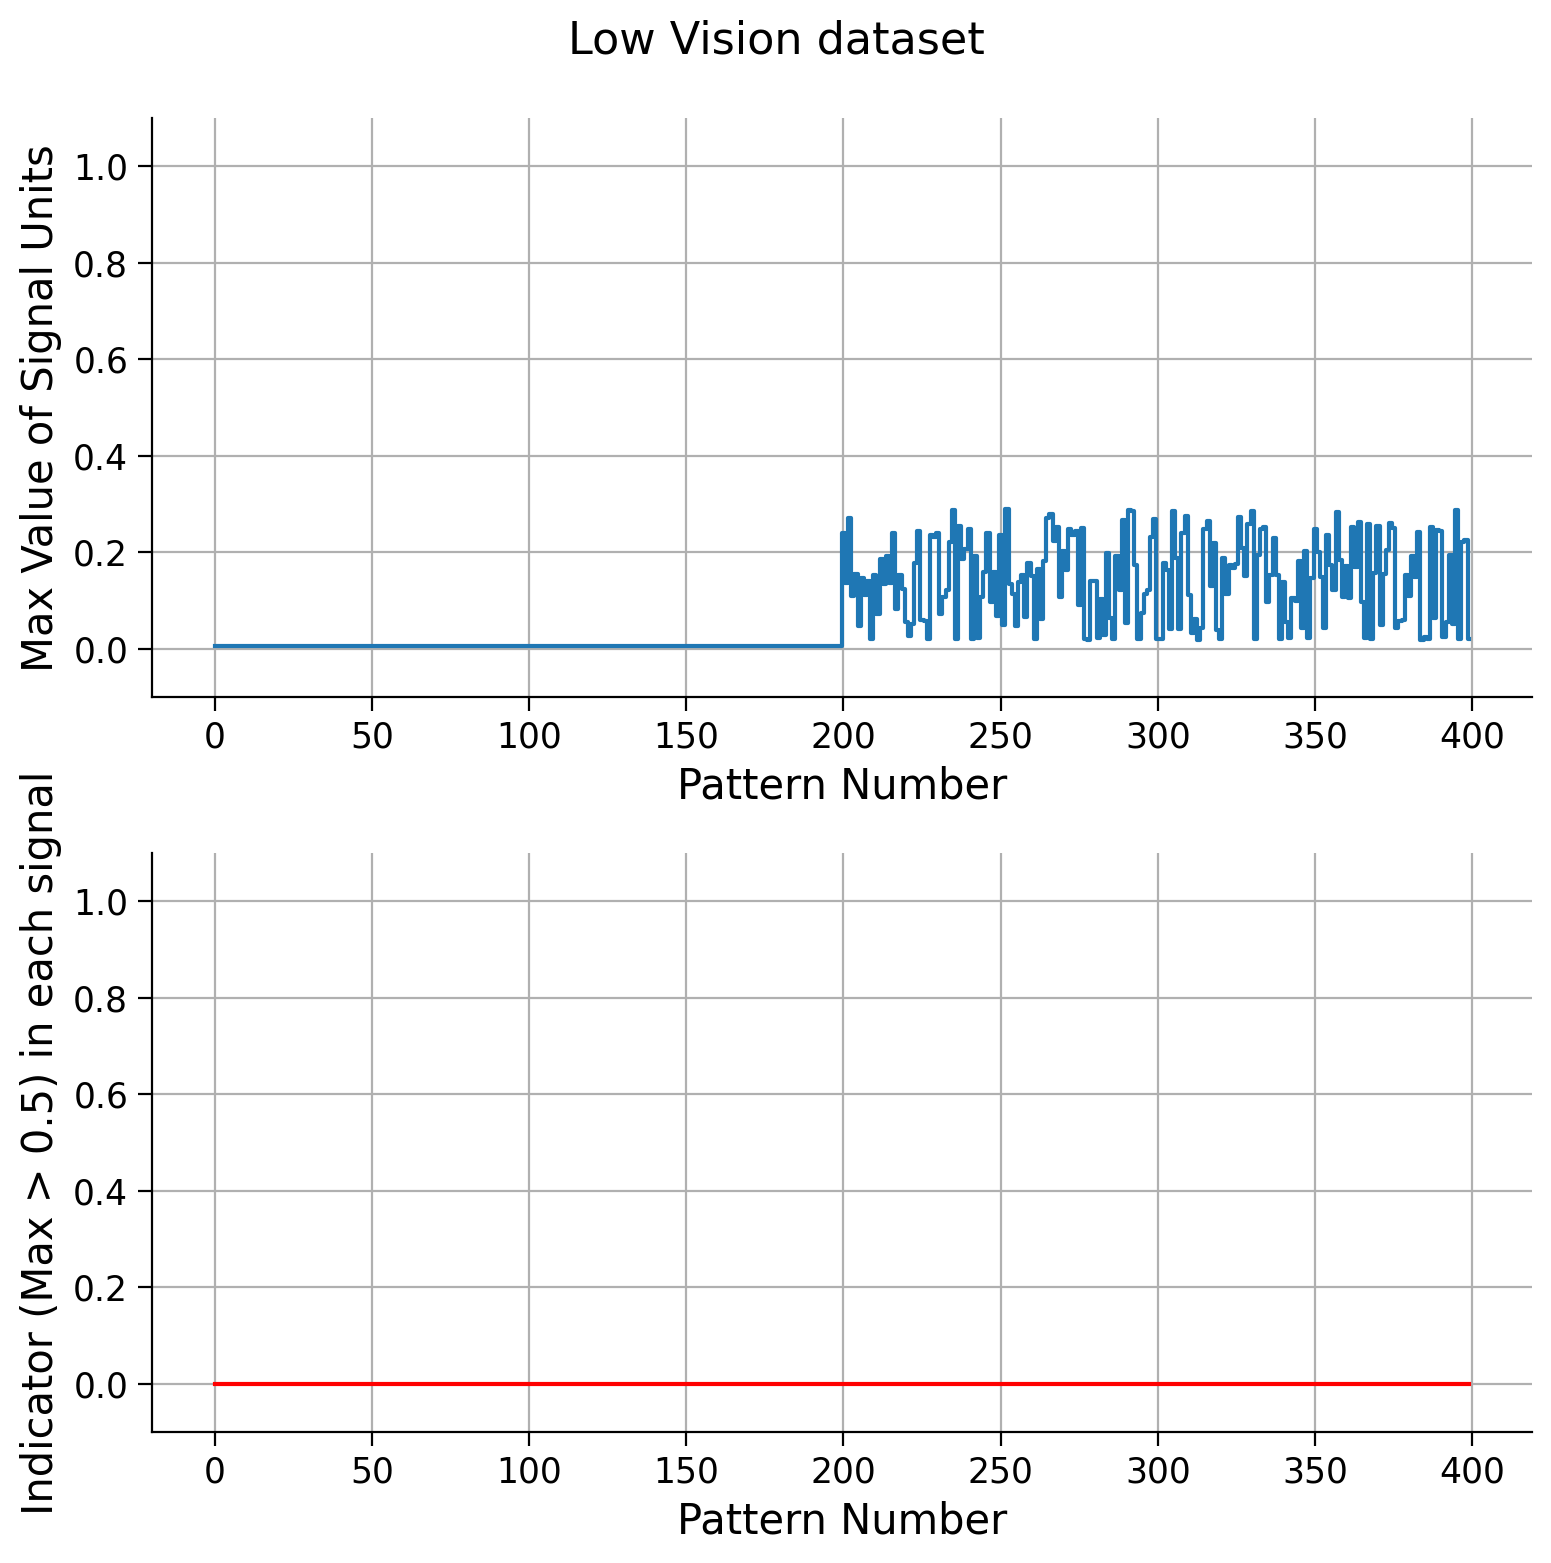 Low Vision dataset
Max Value of Signal Units
1.0
0.8
0.6
0.4
0.2
0.0
0 50 100 150 200 250 300 350 400
Pattern Number
Indicator (Max > 0.5) in each signal
1.0
0.8
0.6
0.4
0.2
0.0
0 50 100 150 200 250 300 350 400
Pattern Number